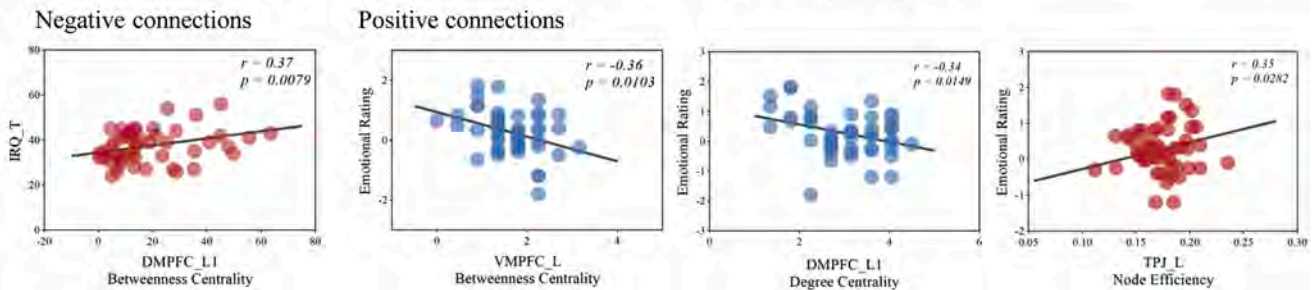 Negative connections
Positive connections
r = 0.37
p = 0.0079
80
60
40
20
0
IRQ_T
-20 0 20 40 60 80
DMPFC_L1
Betweenness Centrality
r = -0.36
p = 0.0103
2
0
-2
Emotional Rating
0 2 4 6
VMPFC_L
Betweenness Centrality
r = -0.34
p = 0.0149
3
2
1
0
-1
-2
-3
Emotional Rating
0 2 4 6
DMPFC_L1
Degree Centrality
r = 0.35
p = 0.0282
3
2
1
0
-1
-2
Emotional Rating
0.05 0.10 0.15 0.20 0.25 0.30
TPJ_L
Node Efficiency